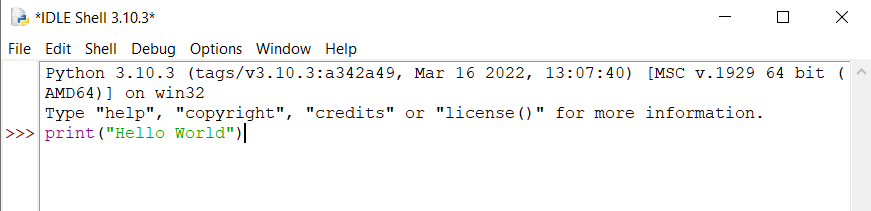 *IDLE Shell 3.10.3*
File Edit Shell Debug Options Window Help
Python 3.10.3 (tags/v3.10.3:a342a49, Mar 16 2022, 13:07:40) [MSC v.1929 64 bit (
AMD64)] on win32
Type "help", "copyright", "credits" or "license()" for more information.
>>> print("Hello World")